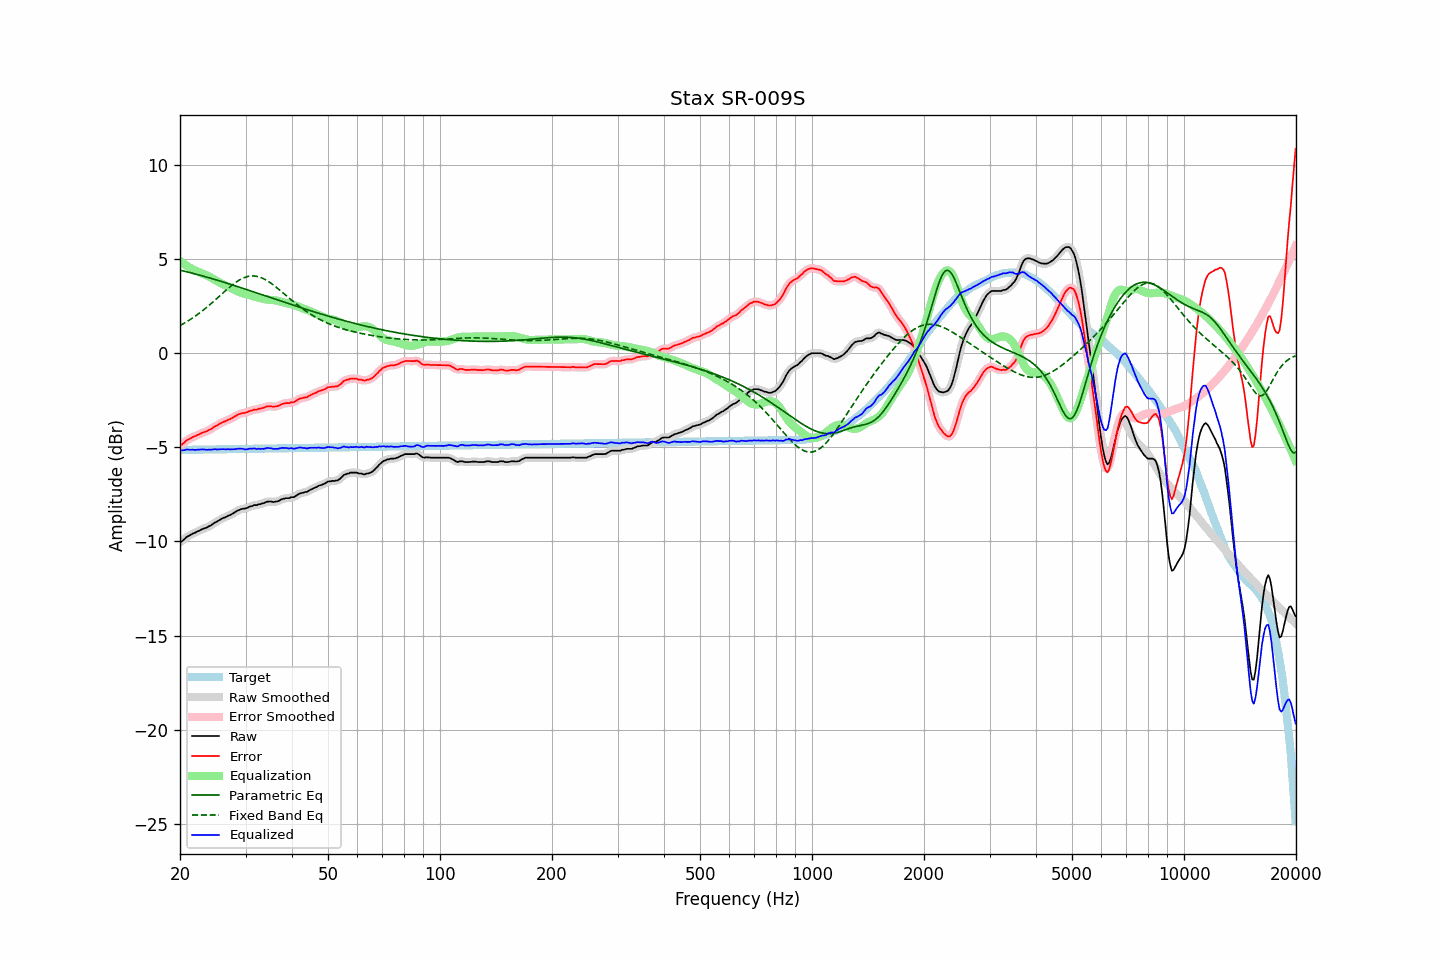 Stax SR-009S
Amplitude (dBr)
10
5
0
−5
−10
−15
−20
−25
Target
Raw Smoothed
Error Smoothed
Raw
Error
Equalization
Parametric Eq
Fixed Band Eq
Equalized
20 50 100 200 500 1000 2000 5000 10000 20000
Frequency (Hz)